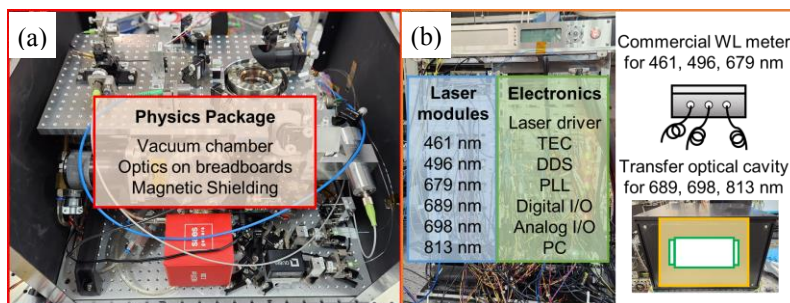 (a)
Physics Package
Vacuum chamber
Optics on breadboards
Magnetic Shielding
(b)
Laser modules
461 nm
496 nm
679 nm
689 nm
698 nm
813 nm
Electronics
Laser driver
TEC
DDS
PLL
Digital I/O
Analog I/O
PC
Commercial WL meter
for 461, 496, 679 nm
Transfer optical cavity
for 689, 698, 813 nm